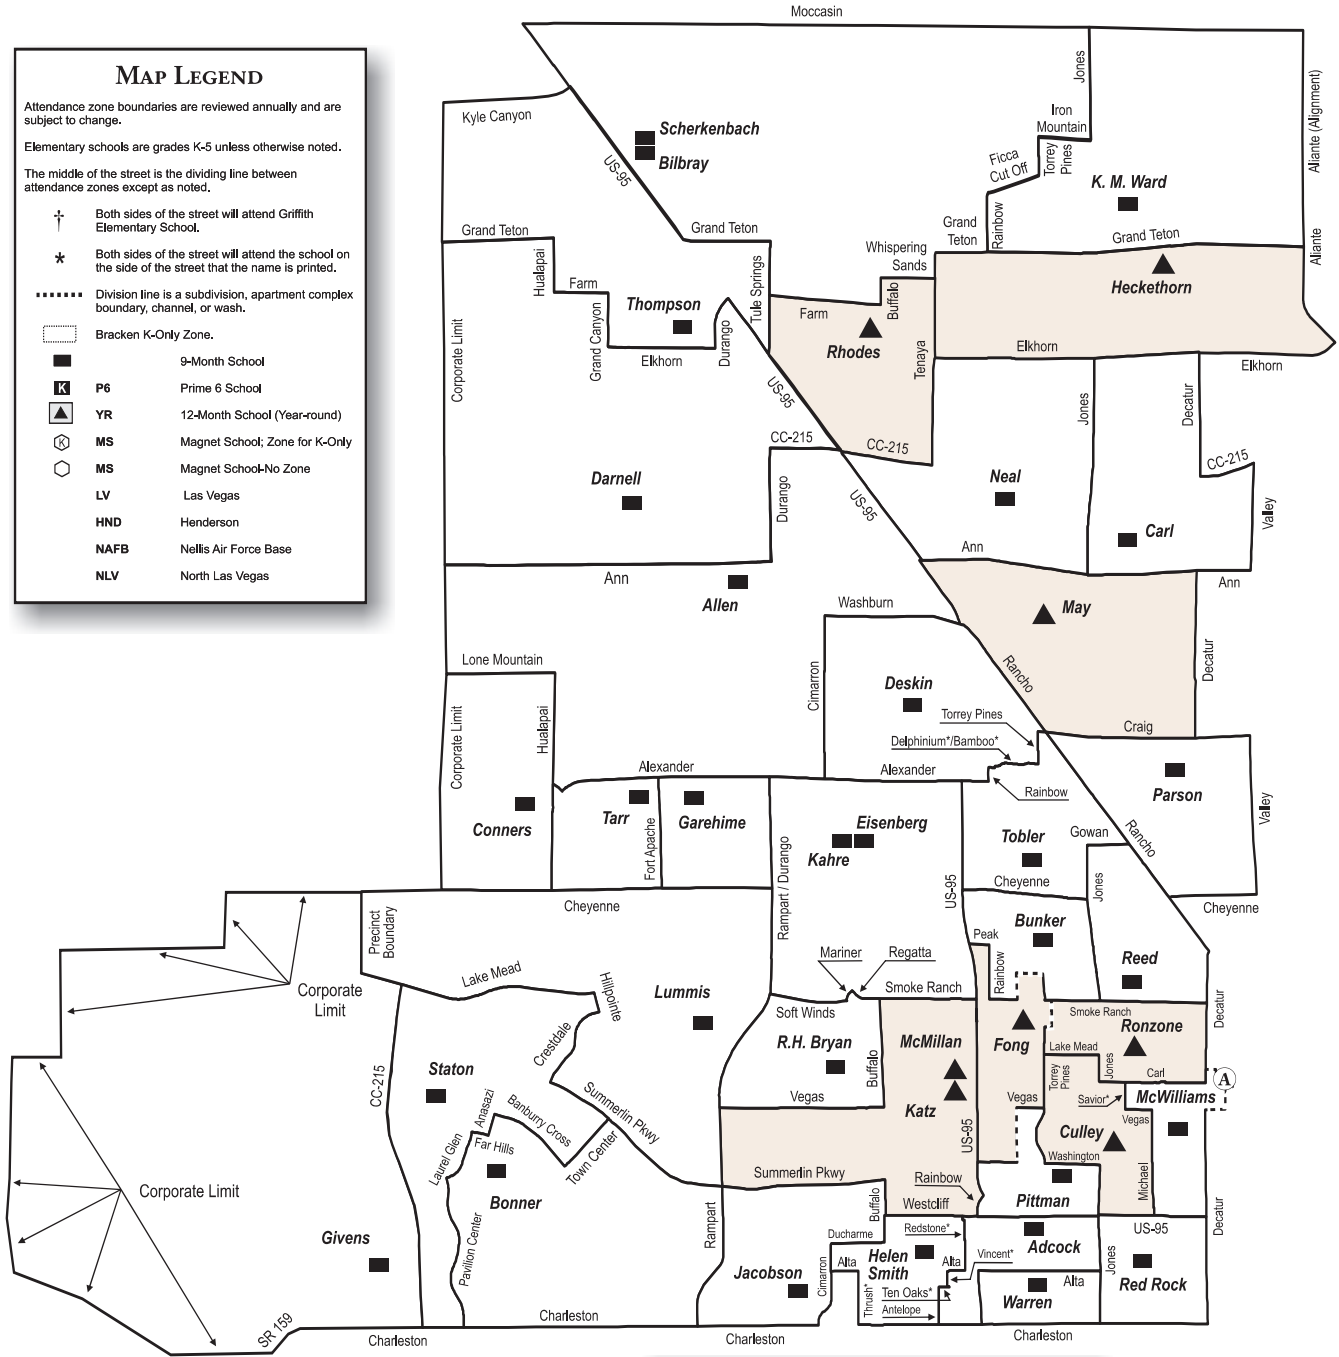 MAP LEGEND
Attendance zone boundaries are reviewed annually and are
subject to change.
Elementary schools are grades K-5 unless otherwise noted.
The middle of the street is the dividing line between
attendance zones except as noted.
† Both sides of the street will attend Griffith
Elementary School.
* Both sides of the street will attend the school on
the side of the street that the name is printed.
Division line is a subdivision, apartment complex
boundary, channel, or wash.
Bracken K-Only Zone.
9-Month School
K P6 Prime 6 School
YR 12-Month School (Year-round)
K MS Magnet School; Zone for K-Only
MS Magnet School-No Zone
LV Las Vegas
HND Henderson
NAFB Nellis Air Force Base
NLV North Las Vegas
Moccasin
Kyle Canyon
US-95
Scherkenbach
Bilbray
Jones
Iron
Mountain
Torrey
Pines
Ficca
Cut Off
K. M. Ward
Aliante (Alignment)
Aliante
Grand Teton
Grand Teton
Grand
Teton
Rainbow
Grand Teton
Hualapai
Farm
Grand Canyon
Thompson
Elkhorn
Durango
Tule Springs
Whispering
Sands
Buffalo
Farm
Rhodes
Tenaya
Heckethorn
Elkhorn
Elkhorn
Corporate Limit
US-95
CC-215
CC-215
Jones
Decatur
CC-215
Darnell
Durango
US-95
Neal
Carl
Valley
Ann
Ann
Ann
Allen
Washburn
May
Lone Mountain
Cimarron
Deskin
Rancho
Decatur
Torrey Pines
Delphinium*/Bamboo*
Craig
Corporate Limit
Hualapai
Alexander
Alexander
Rainbow
Parson
Valley
Conners
Tarr
Fort Apache
Garehime
Eisenberg
Kahre
Tobler
Gowan
Rancho
Rampart / Durango
US-95
Cheyenne
Jones
Cheyenne
Cheyenne
Precinct
Boundary
Bunker
Peak
Rainbow
Reed
Corporate
Limit
Lake Mead
Hillpointe
Lummis
Mariner
Regatta
Smoke Ranch
Soft Winds
Decatur
Crestdale
R.H. Bryan
Buffalo
McMillan
Fong
Smoke Ranch
Ronzone
Lake Mead
Jones
Carl
Torrey
Pines
A
CC-215
Staton
Anasazi
Banbury Cross
Summerlin Pkwy
Vegas
Katz
US-95
Vegas
Savior*
McWilliams
Vegas
Culley
Laurel Glen
Far Hills
Town Center
Washington
Michael
Corporate Limit
Bonner
Summerlin Pkwy
Rainbow
Pittman
Westcliff
Buffalo
Decatur
Givens
Pavilion Center
Rampart
Ducharme
Redstone*
US-95
Adcock
Vincent*
Jones
Helen
Smith
Alta
Alta
Jacobson
Cimarron
Thrush*
Ten Oaks*
Antelope
Alta
Warren
Red Rock
SR 159
Charleston
Charleston
Charleston
Charleston